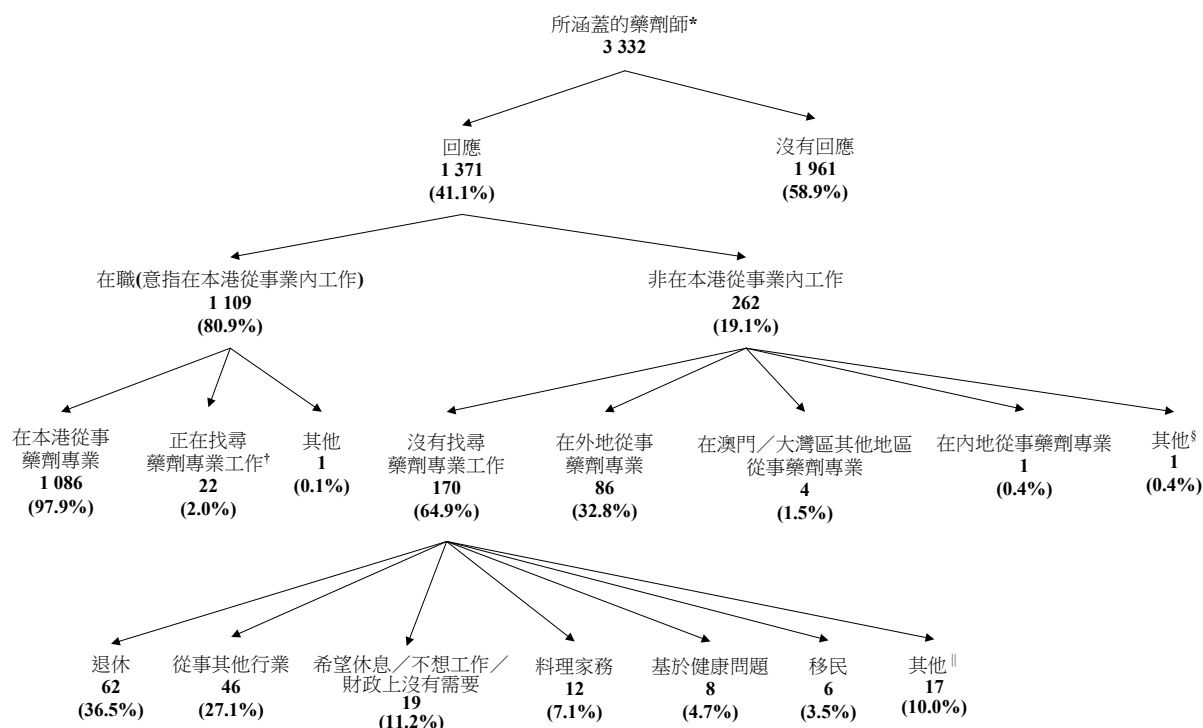 所涵蓋的藥劑師*
3 332
回應
1 371
(41.1%)
沒有回應
1 961
(58.9%)
在職(意指在本港從事業內工作)
1 109
(80.9%)
非在本港從事業內工作
262
(19.1%)
在本港從事
藥劑專業
1 086
(97.9%)
正在找尋
藥劑專業工作†
22
(2.0%)
其他
1
(0.1%)
沒有找尋
藥劑專業工作
170
(64.9%)
在外地從事
藥劑專業
86
(32.8%)
在澳門／大灣區其他地區
從事藥劑專業
4
(1.5%)
在內地從事藥劑專業
1
(0.4%)
其他§
1
(0.4%)
退休
62
(36.5%)
從事其他行業
46
(27.1%)
希望休息／不想工作／
財政上沒有需要
19
(11.2%)
料理家務
12
(7.1%)
基於健康問題
8
(4.7%)
移民
6
(3.5%)
其他||
17
(10.0%)